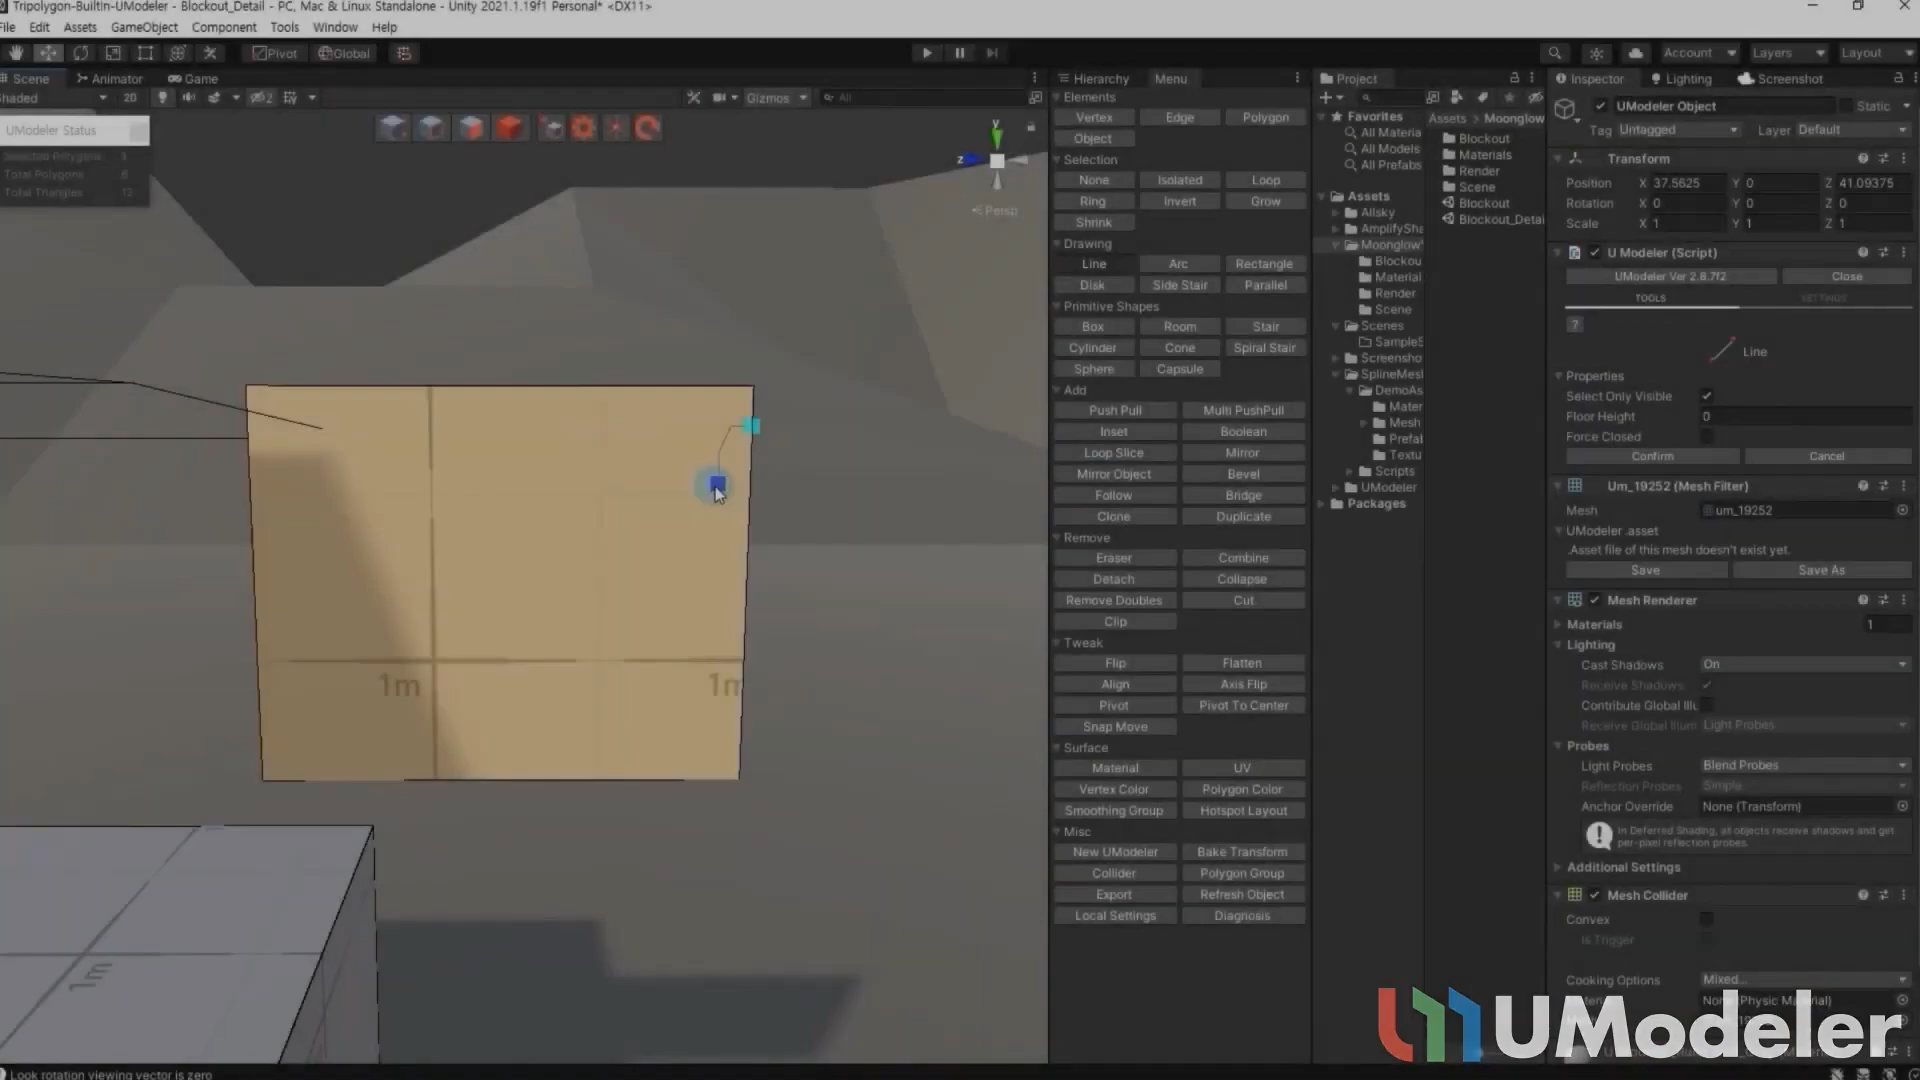 Tripolygon-Builtin-UModeler - Blockout_Detail - PC, Mac & Linux Standalone - Unity 2021.1.19f1 Personal* <DX11>
File Edit Assets GameObject Component Tools Window Help
Pivot Global
Account Layers Layout
Scene Animator Game
Shaded 20 2 Gizmos All
UModeler Status
Selected Polygons 1
Total Polygons 6
Total Triangles 12
y
z
Persp
1m
1m
1m
Hierarchy Menu
Elements
Vertex Edge Polygon
Object
Selection
None Isolated Loop
Ring Invert Grow
Shrink
Drawing
Line Arc Rectangle
Disk Side Stair Parallel
Primitive Shapes
Box Room Stair
Cylinder Cone Spiral Stair
Sphere Capsule
Add
Push Pull Multi PushPull
Inset Boolean
Loop Slice Mirror
Mirror Object Bevel
Follow Bridge
Clone Duplicate
Remove
Eraser Combine
Detach Collapse
Remove Doubles Cut
Clip
Tweak
Flip Flatten
Align Axis Flip
Pivot Pivot To Center
Snap Move
Surface
Material UV
Vertex Color Polygon Color
Smoothing Group Hotspot Layout
Misc
New UModeler Bake Transform
Collider Polygon Group
Export Refresh Object
Local Settings Diagnosis
Project
Favorites
All Materia
All Models
All Prefabs
Assets
Allsky
AmplifySha
Moonglow
Blockou
Material
Render
Scene
Scenes
SampleS
Screensho
SplineMesh
DemoAs
Mater
Mesh
Prefab
Textu
Scripts
UModeler
Packages
Assets > Moonglow
Blockout
Materials
Render
Scene
Blockout
Blockout_Detai
Inspector Lighting Screenshot
UModeler Object Static
Tag Untagged Layer Default
Transform
Position X 37.5625 Y 0 Z 41.09375
Rotation X 0 Y 0 Z 0
Scale X 1 Y 1 Z 1
U Modeler (Script)
UModeler Ver 2.8.7f2 Close
TOOLS SETTINGS
?
Line
Properties
Select Only Visible
Floor Height 0
Force Closed
Confirm Cancel
Um_19252 (Mesh Filter)
Mesh um_19252
UModeler .asset
.Asset file of this mesh doesn't exist yet.
Save Save As
Mesh Renderer
Materials 1
Lighting
Cast Shadows On
Receive Shadows
Contribute Global Illu
Receive Global Illum Light Probes
Probes
Light Probes Blend Probes
Reflection Probes Simple
Anchor Override None (Transform)
In Deferred Shading, all objects receive shadows and get
per-pixel reflection probes.
Additional Settings
Mesh Collider
Convex
Is Trigger
Cooking Options Mixed...
None (Physic Material)
UModeler
Look rotation viewing vector is zero